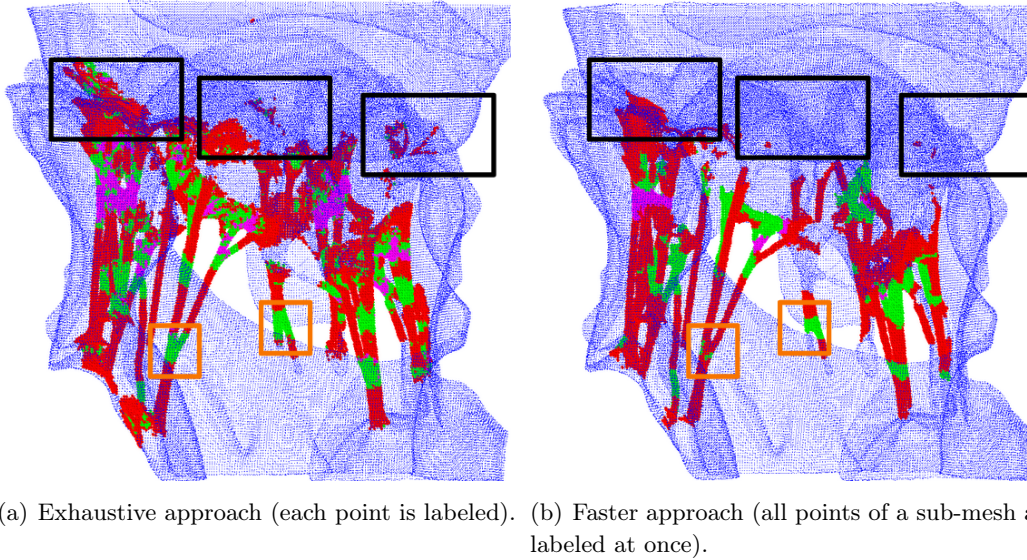 (a) Exhaustive approach (each point is labeled).
(b) Faster approach (all points of a sub-mesh a
labeled at once).